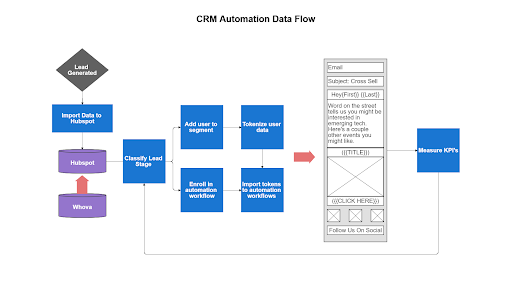 CRM Automation Data Flow
Lead
Generated
Import Data to
Hubspot
Hubspot
Whova
Classify Lead
Stage
Add user to
segment
Tokenize user
data
Enroll in
automation
workflow
Import tokens
to automation
workflows
Email
Subject: Cross Sell
Hey{First}} {{Last}}
Word on the street
tells us you might be
interested in
emerging tech.
Here's a couple
other events you
might like.
{{{TITLE}}}
{{{CLICK HERE}}}
Follow Us On Social
Measure KPI's